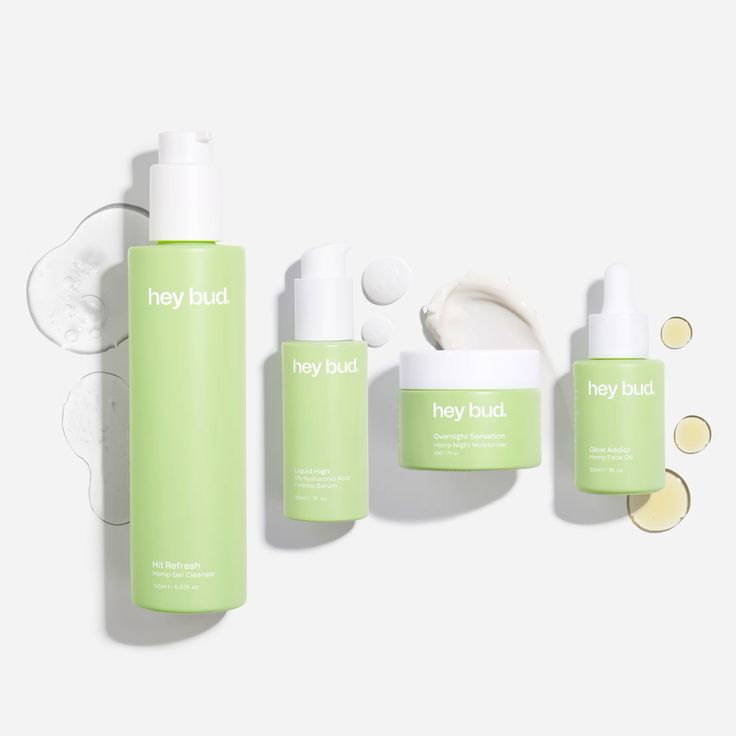 hey bud.
Hit Refresh
Hemp Gel Cleanser
hey bud.
Liquid High
Hyaluronic Acid
Hemp Serum
hey bud.
Overnight Sensation
Hemp Night Moisturiser
hey bud.
Glow Addict
Hemp Face Oil